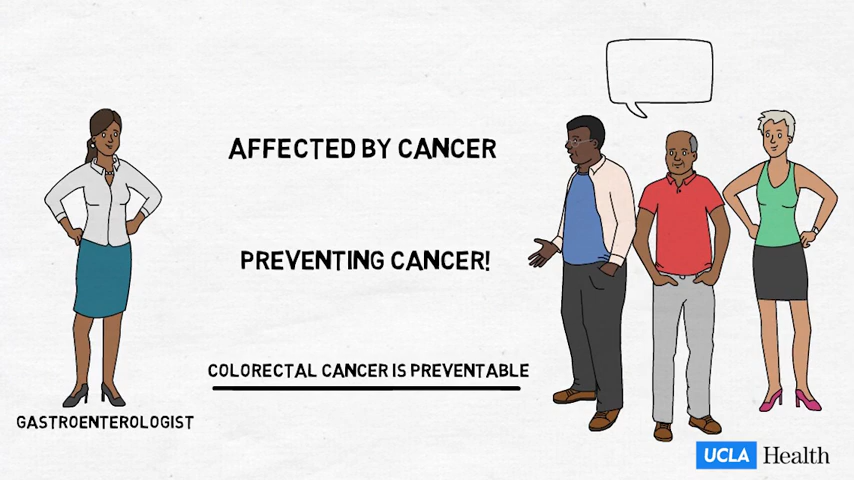 AFFECTED BY CANCER
PREVENTING CANCER!
COLORECTAL CANCER IS PREVENTABLE
GASTROENTEROLOGIST
UCLA Health